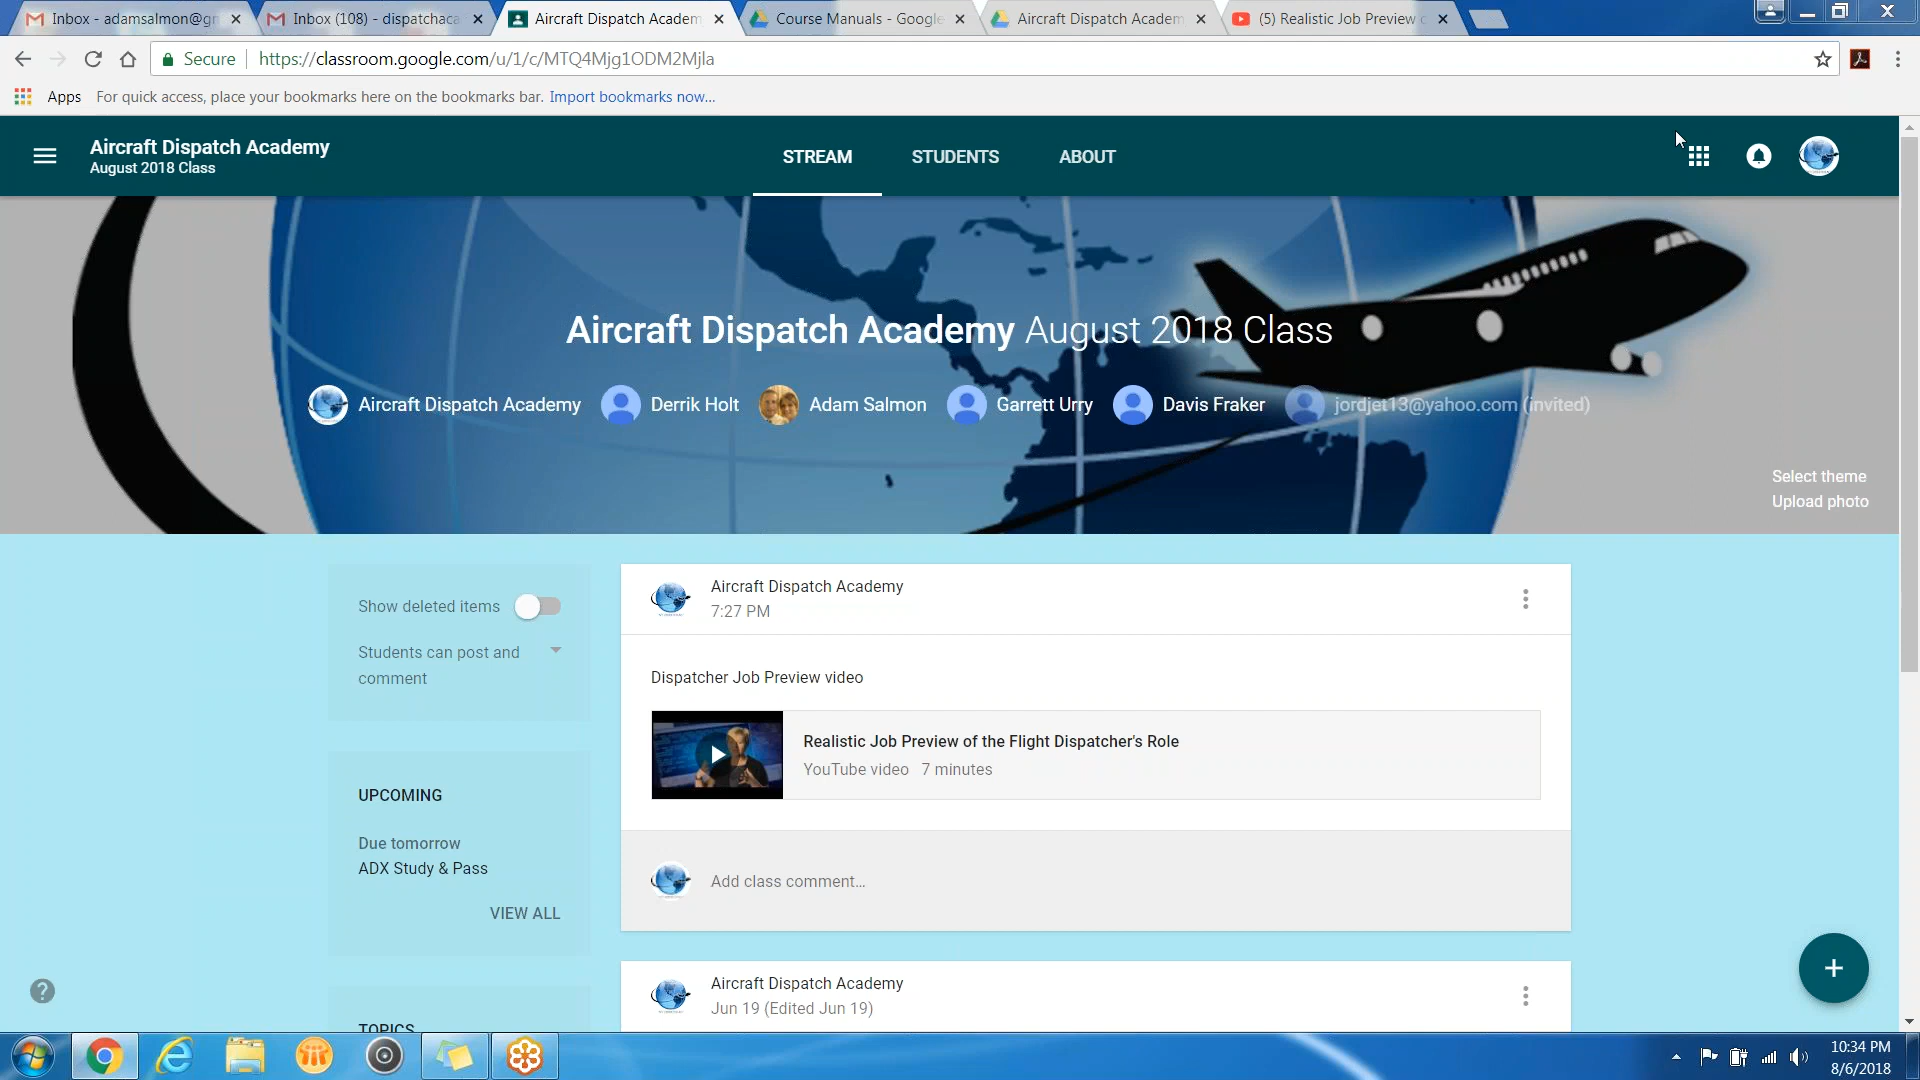 Inbox - adamsalmon@gm
Inbox (108) - dispatchaca
Aircraft Dispatch Academ
Course Manuals - Google
Aircraft Dispatch Academ
(5) Realistic Job Preview o
Secure
https://classroom.google.com/u/1/c/MTQ4Mjg1ODM2Mjla
Apps
For quick access, place your bookmarks here on the bookmarks bar. Import bookmarks now...
Aircraft Dispatch Academy
August 2018 Class
STREAM
STUDENTS
ABOUT
Aircraft Dispatch Academy August 2018 Class
Aircraft Dispatch Academy
Derrik Holt
Adam Salmon
Garrett Urry
Davis Fraker
jordjet13@yahoo.com (invited)
Select theme
Upload photo
Show deleted items
Students can post and
comment
UPCOMING
Due tomorrow
ADX Study & Pass
VIEW ALL
TOPICS
Aircraft Dispatch Academy
7:27 PM
Dispatcher Job Preview video
Realistic Job Preview of the Flight Dispatcher's Role
YouTube video 7 minutes
Add class comment...
Aircraft Dispatch Academy
Jun 19 (Edited Jun 19)
10:34 PM
8/6/2018